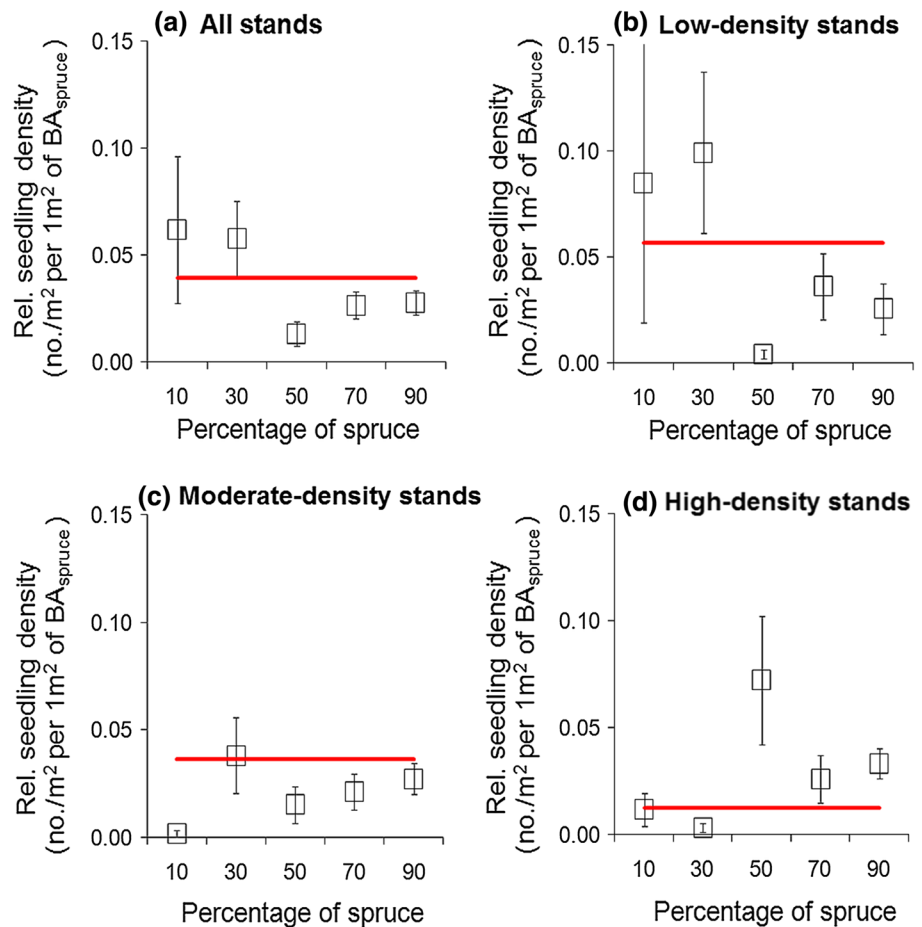 (a) All stands
Rel. seedling density
(no./m² per 1m² of BAspruce)
0.15
0.10
0.05
0.00
10 30 50 70 90
Percentage of spruce
(b) Low-density stands
Rel. seedling density
(no./m² per 1m² of BAspruce)
0.15
0.10
0.05
0.00
10 30 50 70 90
Percentage of spruce
(c) Moderate-density stands
Rel. seedling density
(no./m² per 1m² of BAspruce)
0.15
0.10
0.05
0.00
10 30 50 70 90
Percentage of spruce
(d) High-density stands
Rel. seedling density
(no./m² per 1m² of BAspruce)
0.15
0.10
0.05
0.00
10 30 50 70 90
Percentage of spruce